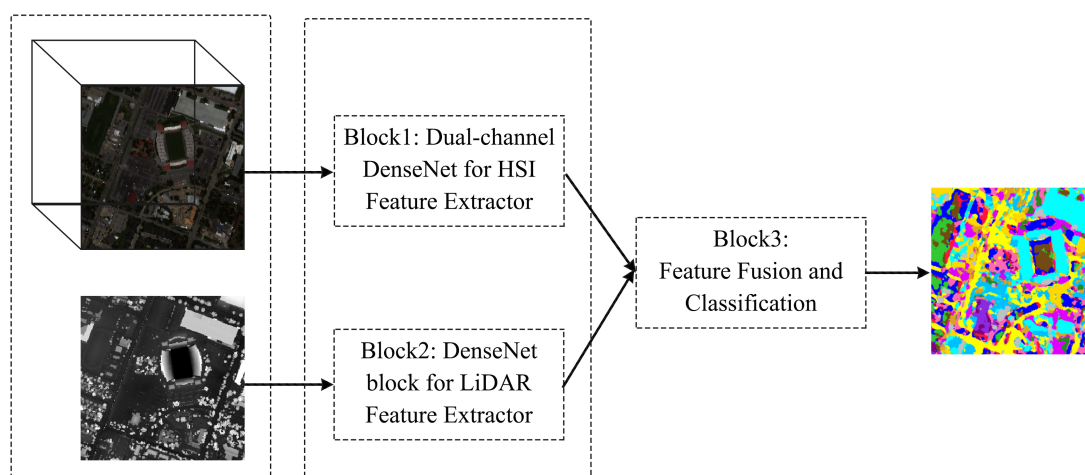 Block1: Dual-channel
DenseNet for HSI
Feature Extractor
Block2: DenseNet
block for LiDAR
Feature Extractor
Block3:
Feature Fusion and
Classification